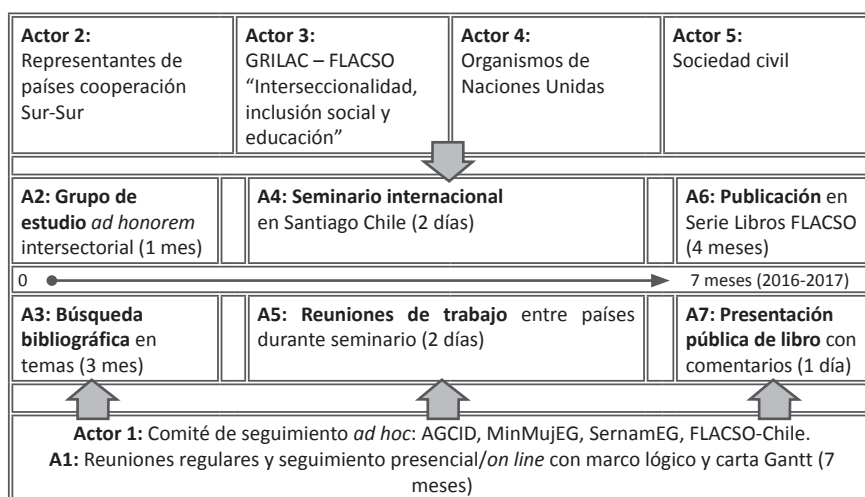 Actor 2:
Representantes de
países cooperación
Sur-Sur
Actor 3:
GRILAC – FLACSO
“Interseccionalidad,
inclusión social y
educación”
Actor 4:
Organismos de
Naciones Unidas
Actor 5:
Sociedad civil
A2: Grupo de
estudio ad honorem
intersectorial (1 mes)
A4: Seminario internacional
en Santiago Chile (2 días)
A6: Publicación en
Serie Libros FLACSO
(4 meses)
0
7 meses (2016-2017)
A3: Búsqueda
bibliográfica en
temas (3 mes)
A5: Reuniones de trabajo entre países
durante seminario (2 días)
A7: Presentación
pública de libro con
comentarios (1 día)
Actor 1: Comité de seguimiento ad hoc: AGCID, MinMujEG, SernamEG, FLACSO-Chile.
A1: Reuniones regulares y seguimiento presencial/on line con marco lógico y carta Gantt (7
meses)